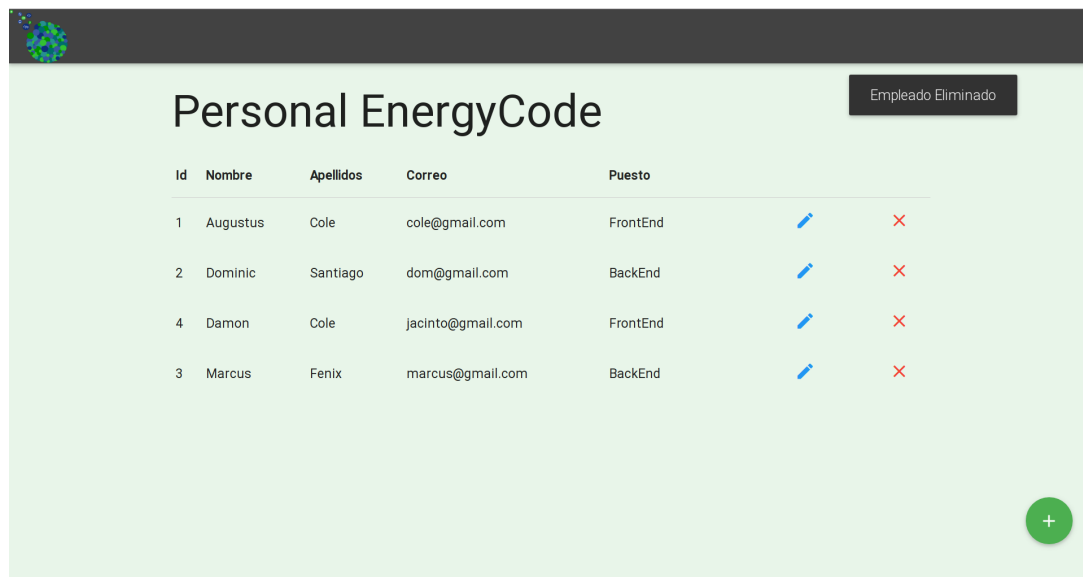 Empleado Eliminado
Personal EnergyCode
Id Nombre Apellidos Correo Puesto
1 Augustus Cole cole@gmail.com FrontEnd
2 Dominic Santiago dom@gmail.com BackEnd
4 Damon Cole jacinto@gmail.com FrontEnd
3 Marcus Fenix marcus@gmail.com BackEnd